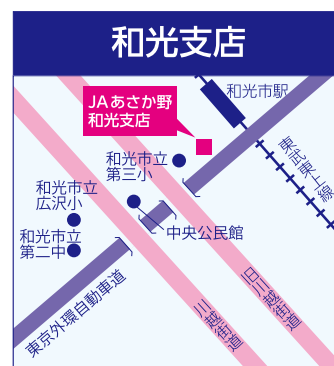 和光支店
和光市駅
JAあさか野
和光支店
東武東上線
和光市立
第三小
和光市立
広沢小
中央公民館
和光市立
第二中
東京外環自動車道
旧川越街道
川越街道